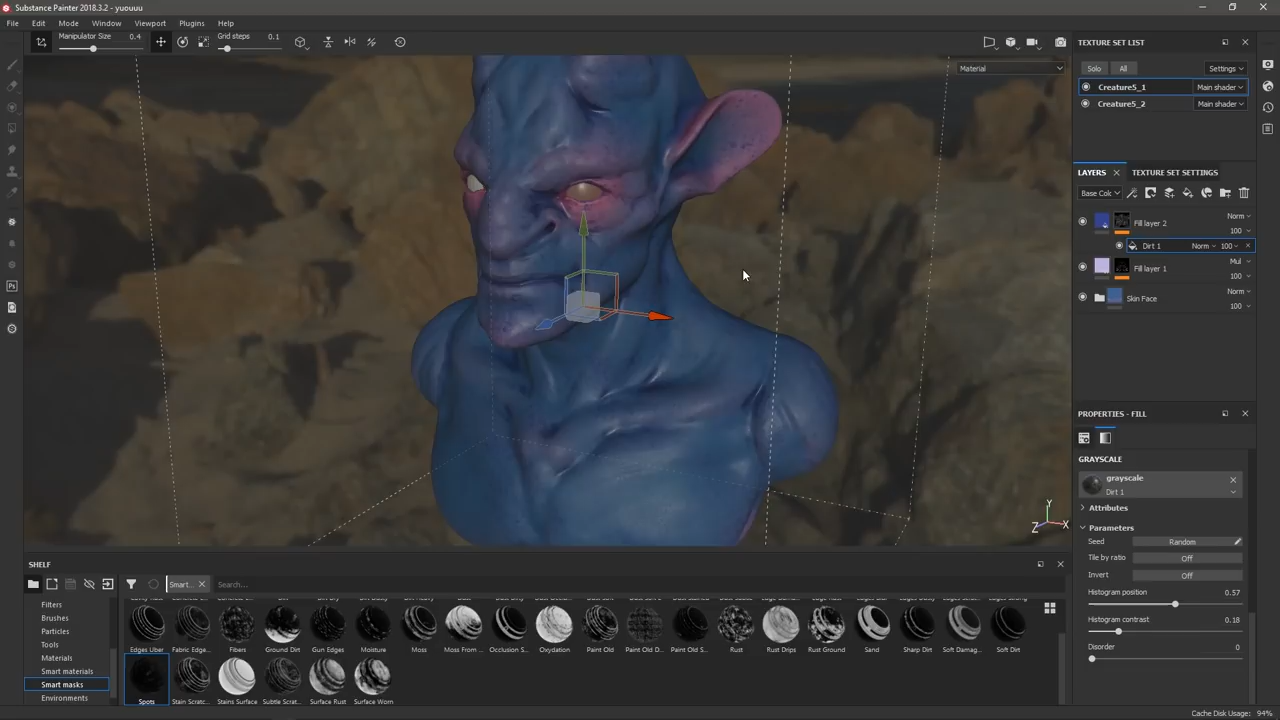 Substance Painter 2018.3.2 - yuouuu
File Edit Mode Window Viewport Plugins Help
Manipulator Size 0.4 Grid steps 0.1
Material
TEXTURE SET LIST
Solo All Settings
Creature5_1 Main shader
Creature5_2 Main shader
LAYERS TEXTURE SET SETTINGS
Base Col
Fill layer 2 Norm 100
Dirt 1 Norm 100
Fill layer 1 Mul 100
Skin Face Norm 100
PROPERTIES - FILL
GRAYSCALE
grayscale
Dirt 1
Attributes
Parameters
Seed Random
Tile by ratio Off
Invert Off
Histogram position 0.57
Histogram contrast 0.18
Disorder 0
Y
Z X
SHELF
Smart... Search...
Filters
Brushes
Particles
Tools
Materials
Smart materials
Smart masks
Environments
Edges Uber Fabric Edge... Fibers Ground Dirt Gun Edges Moisture Moss Moss From ... Occlusion S... Oxydation Paint Old Paint Old D... Paint Old S... Rust Rust Drips Rust Ground Sand Sharp Dirt Soft Damag... Soft Dirt
Spots Stain Scratc... Stains Surface Subtle Scrat... Surface Rust Surface Worn
Cache Disk Usage: 94%